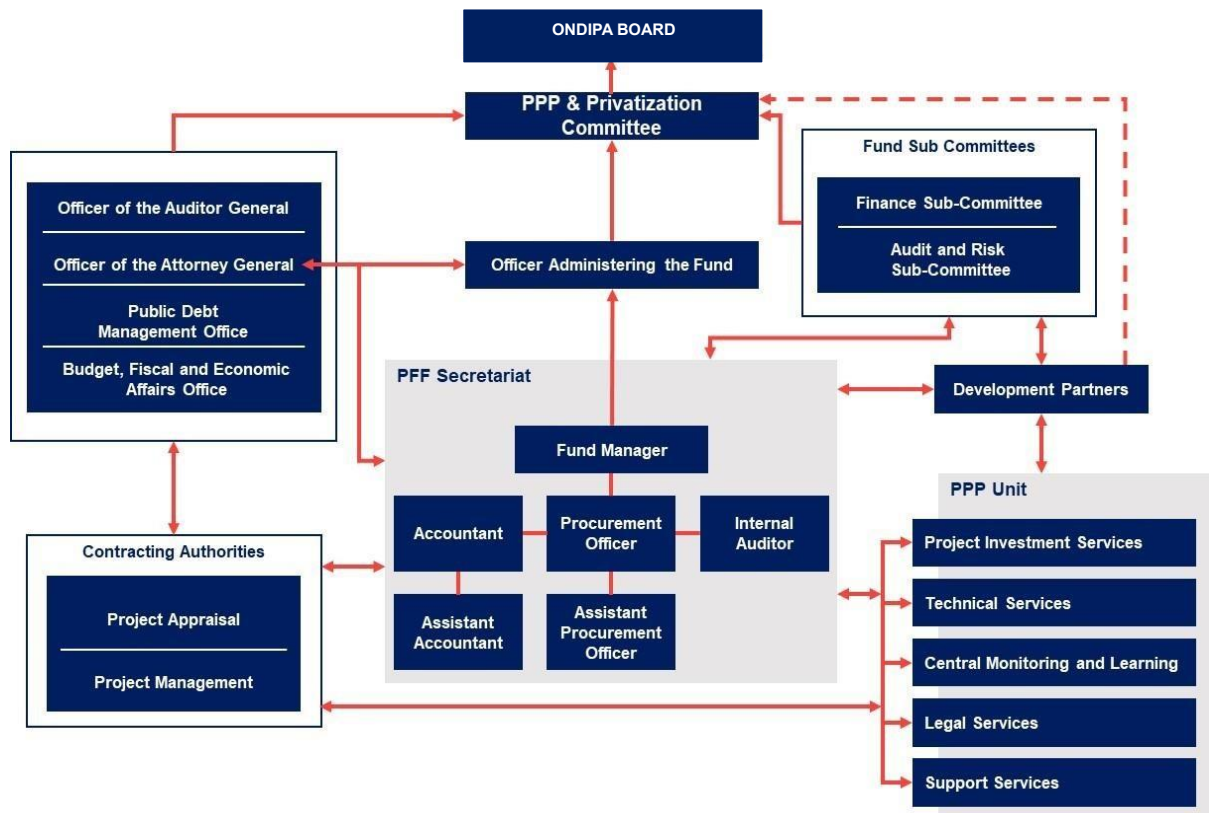 ONDIPA BOARD
PPP & Privatization
Committee
Fund Sub Committees
Finance Sub-Committee
Audit and Risk
Sub-Committee
Officer of the Auditor General
Officer of the Attorney General
Public Debt
Management Office
Budget, Fiscal and Economic
Affairs Office
Officer Administering the Fund
PFF Secretariat
Development Partners
Fund Manager
Accountant
Procurement
Officer
Internal
Auditor
Assistant
Accountant
Assistant
Procurement
Officer
Contracting Authorities
Project Appraisal
Project Management
PPP Unit
Project Investment Services
Technical Services
Central Monitoring and Learning
Legal Services
Support Services